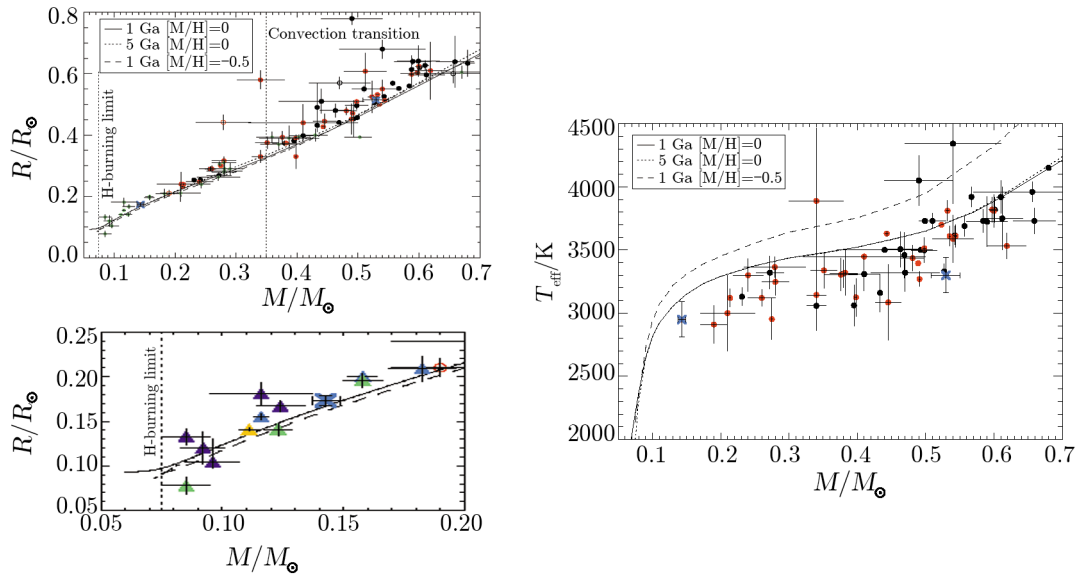 0.8
0.6
0.4
0.2
0.0
R/R⊙
1 Ga [M/H]=0
5 Ga [M/H]=0
1 Ga [M/H]=−0.5
Convection transition
H-burning limit
0.1 0.2 0.3 0.4 0.5 0.6 0.7
M/M⊙
0.25
0.20
0.15
0.10
0.05
R/R⊙
H-burning limit
0.05 0.10 0.15 0.20
M/M⊙
4500
4000
3500
3000
2500
2000
Teff/K
1 Ga [M/H]=0
5 Ga [M/H]=0
1 Ga [M/H]=−0.5
0.1 0.2 0.3 0.4 0.5 0.6 0.7
M/M⊙